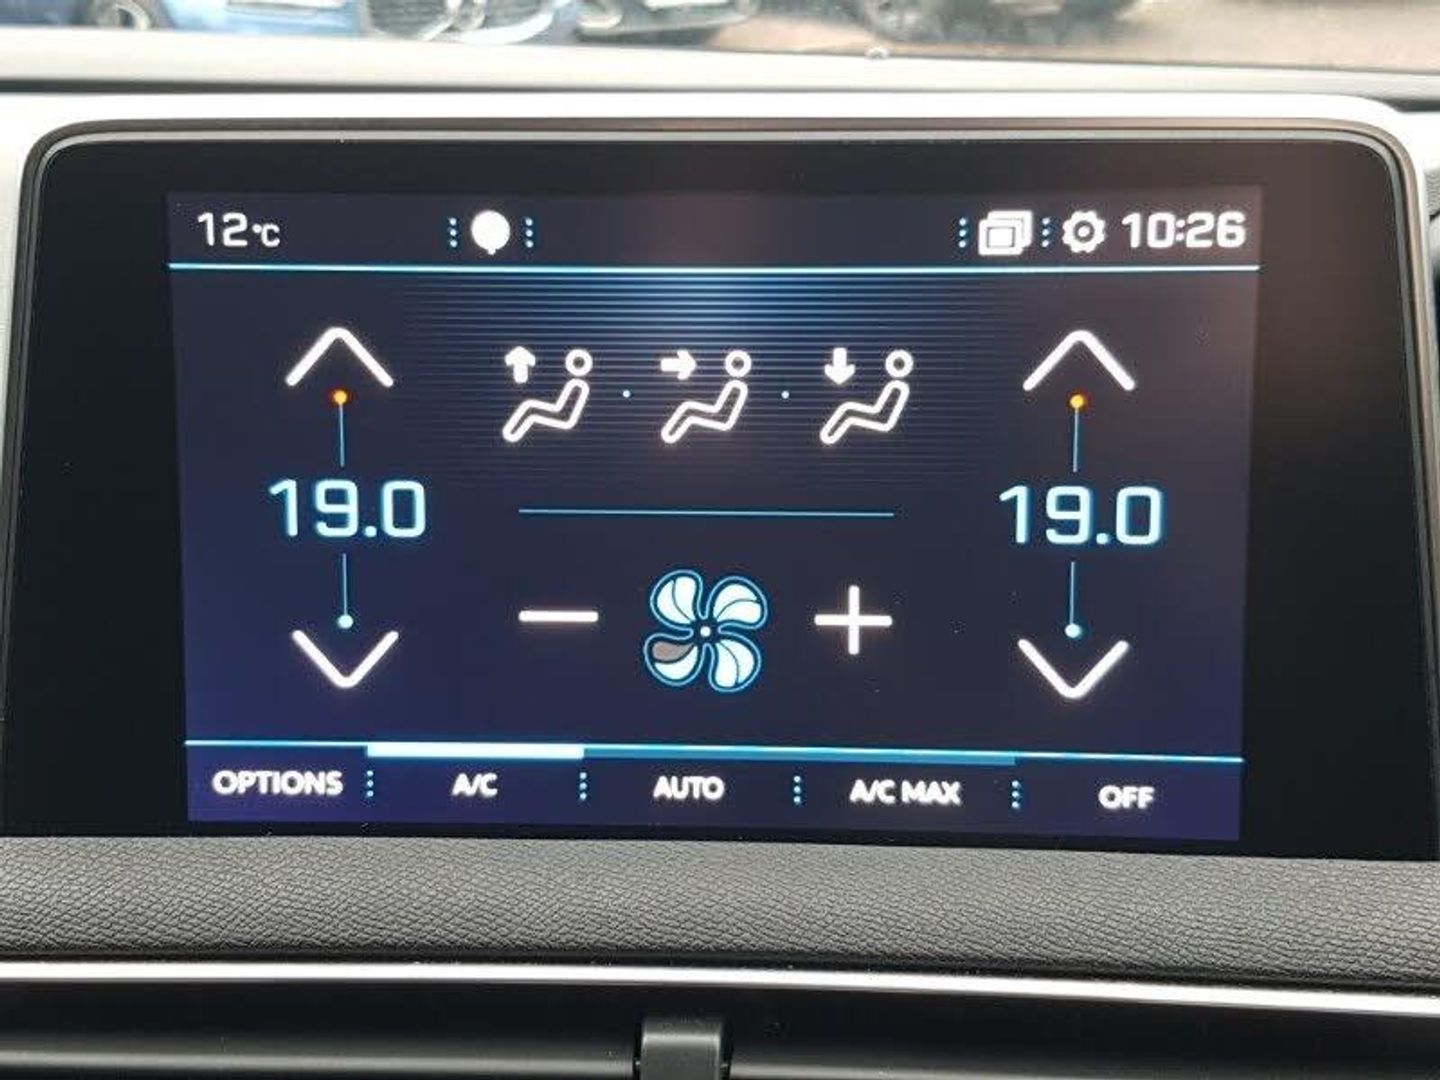 12°C
10:26
19.0
19.0
OPTIONS
A/C
AUTO
A/C MAX
OFF